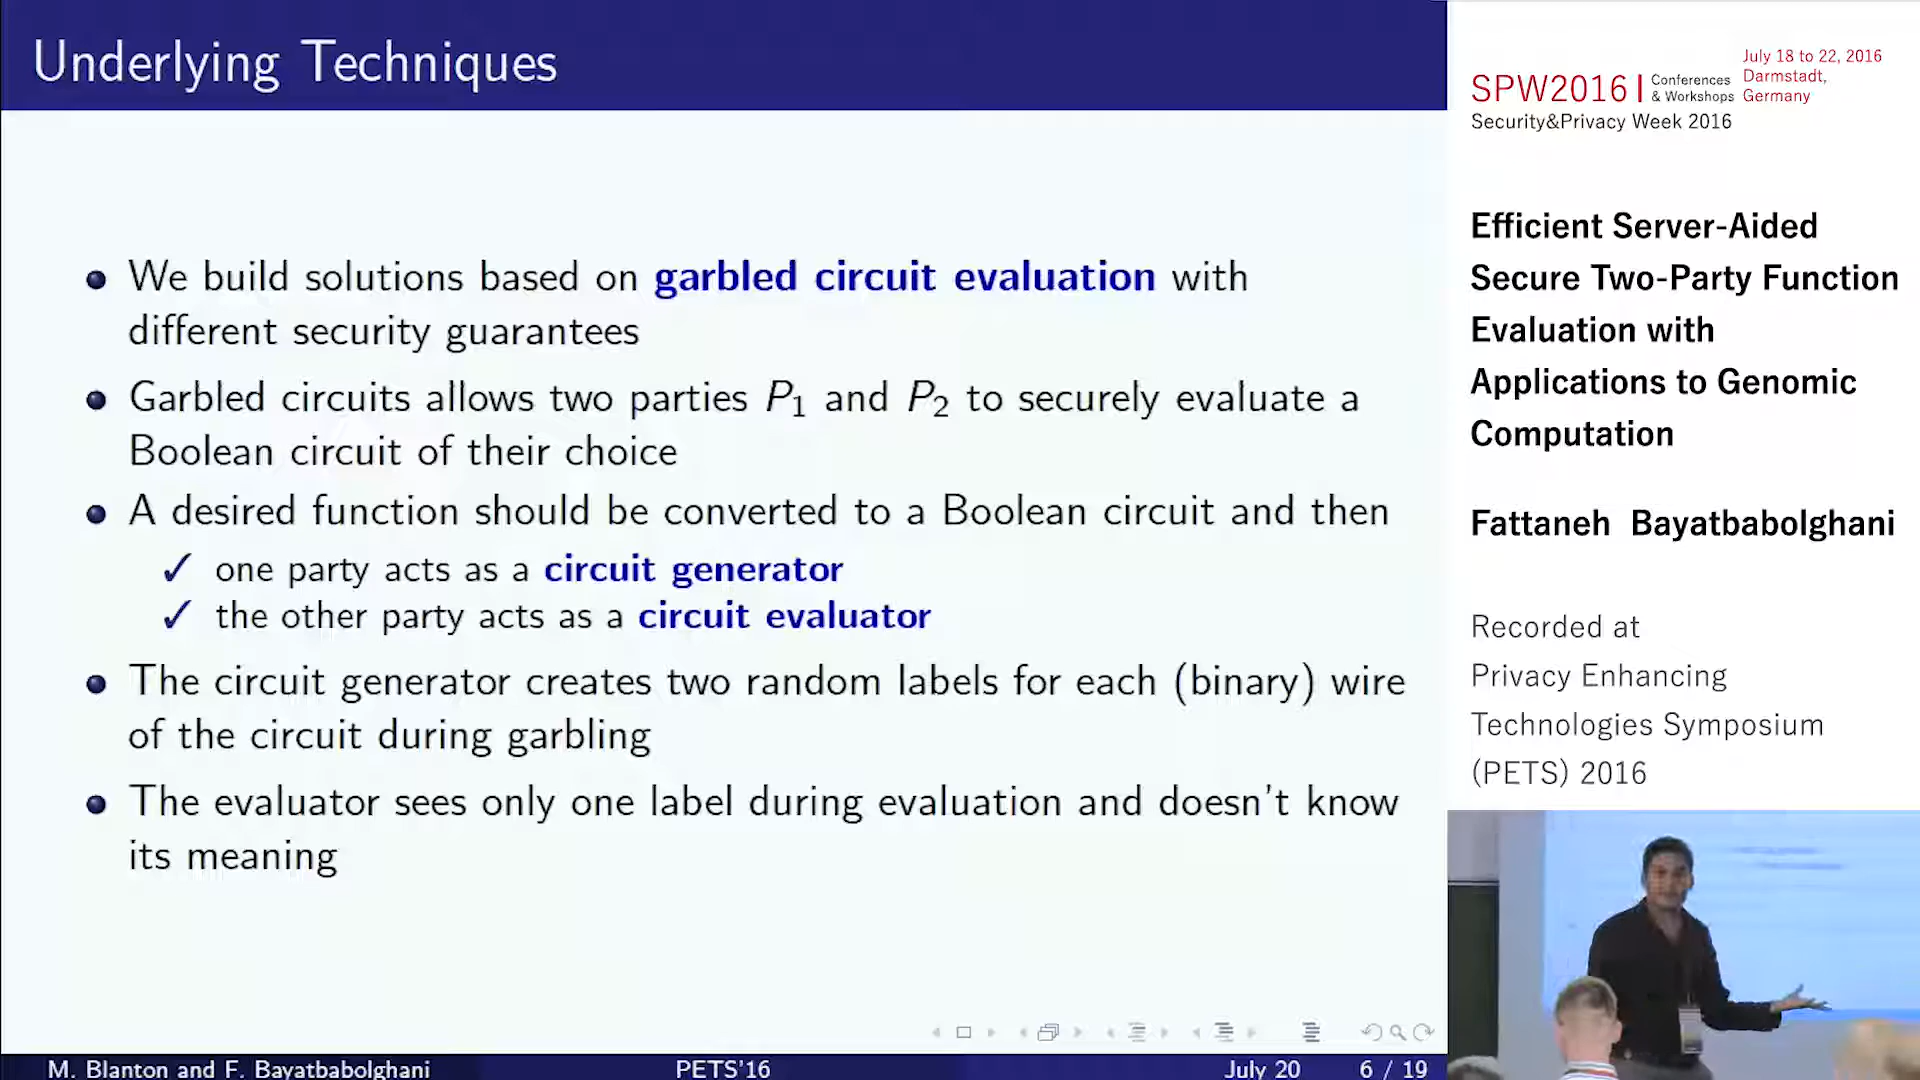 Underlying Techniques
We build solutions based on garbled circuit evaluation with
different security guarantees
Garbled circuits allows two parties P1 and P2 to securely evaluate a
Boolean circuit of their choice
A desired function should be converted to a Boolean circuit and then
✓ one party acts as a circuit generator
✓ the other party acts as a circuit evaluator
The circuit generator creates two random labels for each (binary) wire
of the circuit during garbling
The evaluator sees only one label during evaluation and doesn't know
its meaning
M. Blanton and F. Bayatbabolghani PETS'16 July 20 6 / 19
SPW2016 | Conferences & Workshops
July 18 to 22, 2016
Darmstadt,
Germany
Security&Privacy Week 2016
Efficient Server-Aided
Secure Two-Party Function
Evaluation with
Applications to Genomic
Computation
Fattaneh Bayatbabolghani
Recorded at
Privacy Enhancing
Technologies Symposium
(PETS) 2016